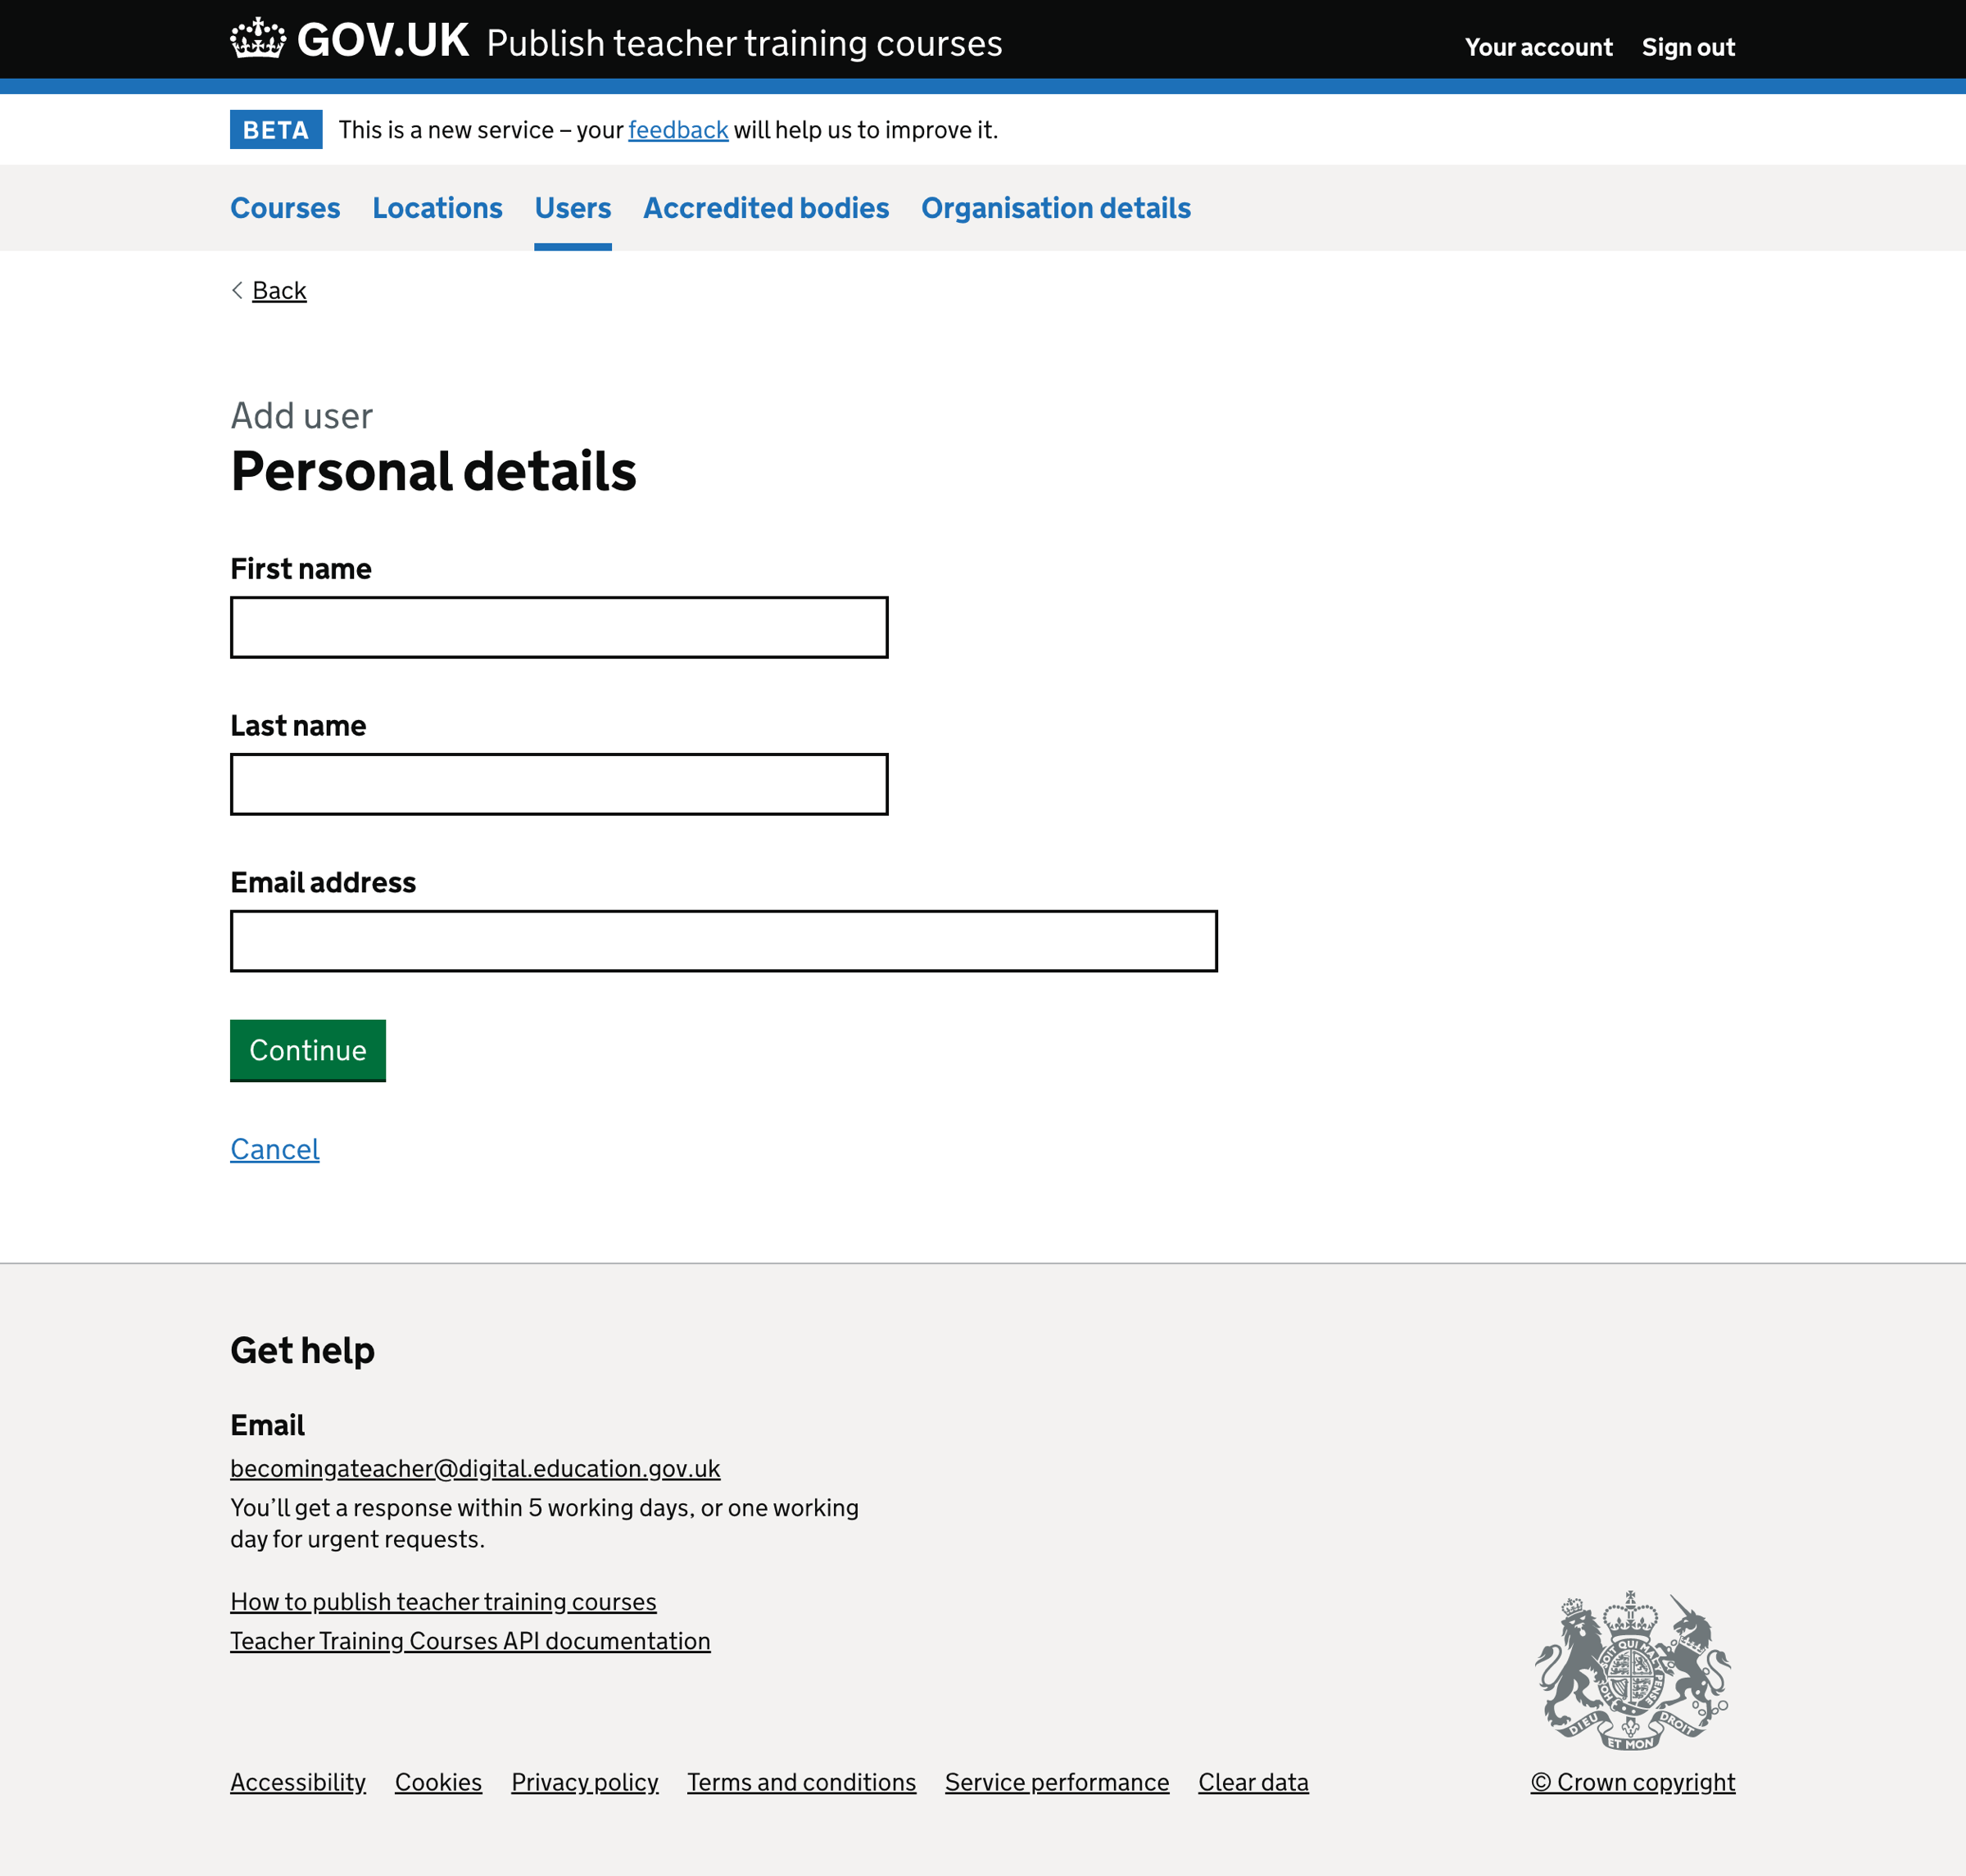 GOV.UK Publish teacher training courses
Your account Sign out
BETA This is a new service – your feedback will help us to improve it.
Courses Locations Users Accredited bodies Organisation details
Back
Add user
Personal details
First name
Last name
Email address
Continue
Cancel
Get help
Email
becomingateacher@digital.education.gov.uk
You’ll get a response within 5 working days, or one working
day for urgent requests.
How to publish teacher training courses
Teacher Training Courses API documentation
DIEU ET MON DROIT
Accessibility Cookies Privacy policy Terms and conditions Service performance Clear data
© Crown copyright